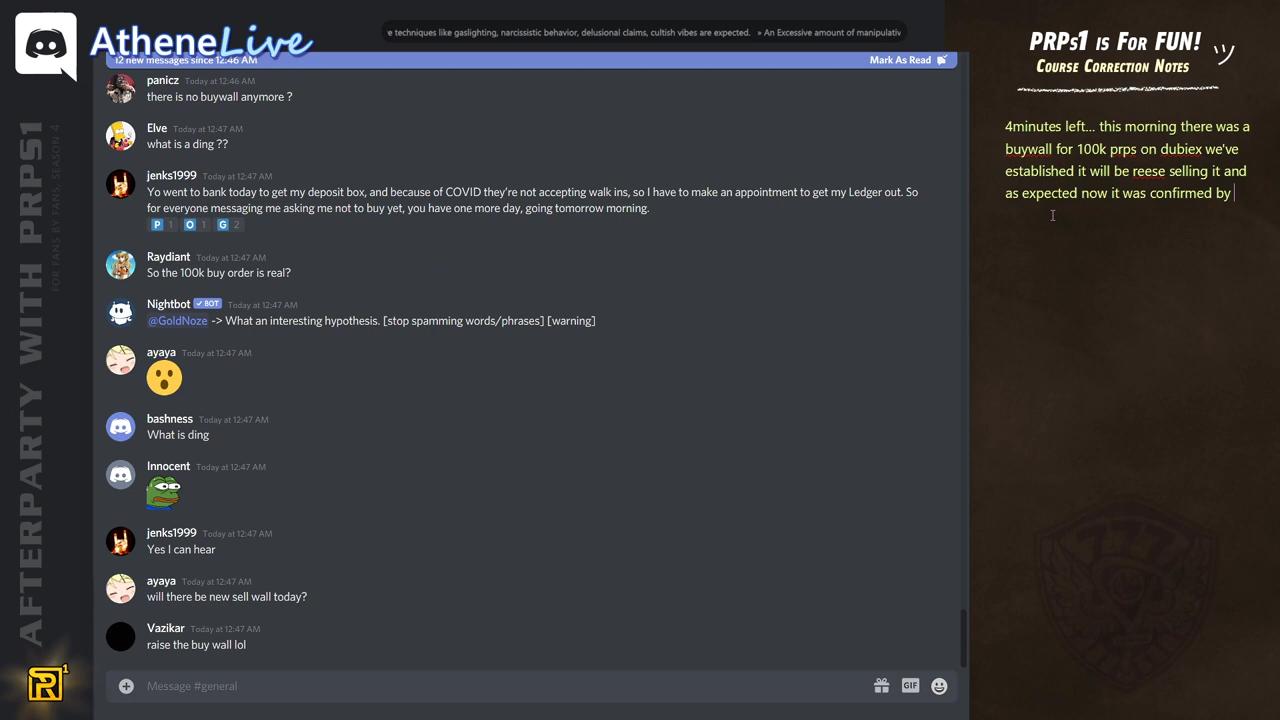 AtheneLive
e techniques like gaslighting, narcissistic behavior, delusional claims, cultish vibes are expected. » An Excessive amount of manipulativ
12 new messages since 12:46 AM
Mark As Read
panicz Today at 12:46 AM
there is no buywall anymore ?
Elve Today at 12:47 AM
what is a ding ??
jenks1999 Today at 12:47 AM
Yo went to bank today to get my deposit box, and because of COVID they're not accepting walk ins, so I have to make an appointment to get my Ledger out. So
for everyone messaging me asking me not to buy yet, you have one more day, going tomorrow morning.
P 1 O 1 G 2
Raydiant Today at 12:47 AM
So the 100k buy order is real?
Nightbot ✓ BOT Today at 12:47 AM
@GoldNoze -> What an interesting hypothesis. [stop spamming words/phrases] [warning]
ayaya Today at 12:47 AM
bashness Today at 12:47 AM
What is ding
Innocent Today at 12:47 AM
jenks1999 Today at 12:47 AM
Yes I can hear
ayaya Today at 12:47 AM
will there be new sell wall today?
Vazikar Today at 12:47 AM
raise the buy wall lol
Message #general
GIF
AFTERPARTY WITH PRPS1
FOR FANS BY FANS, SEASON 4
R1
PRPS1 IS FOR FUN! ツ
COURSE CORRECTION NOTES
4minutes left... this morning there was a
buywall for 100k prps on dubiex we've
established it will be reese selling it and
as expected now it was confirmed by
777